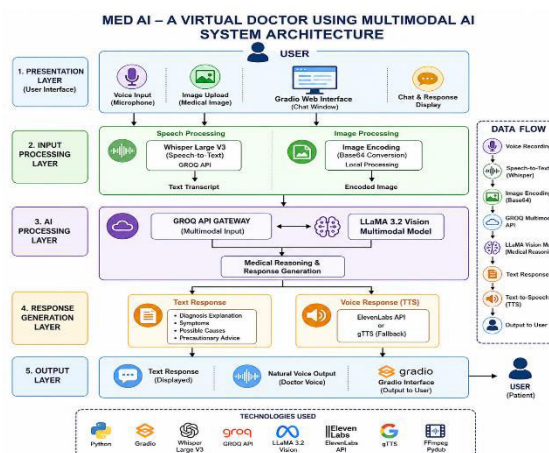 MED AI – A VIRTUAL DOCTOR USING MULTIMODAL AI
SYSTEM ARCHITECTURE
USER
1. PRESENTATION
LAYER
(User Interface)
Voice Input
(Microphone)
Image Upload
(Medical Image)
Gradio Web Interface
(Chat Window)
Chat & Response
Display
2. INPUT
PROCESSING
LAYER
Speech Processing
Whisper Large V3
(Speech-to-Text)
GROQ API
Text Transcript
Image Processing
Image Encoding
(Base64 Conversion)
Local Processing
Encoded Image
3. AI
PROCESSING
LAYER
GROQ API GATEWAY
(Multimodal Input)
LLaMA 3.2 Vision
Multimodal Model
Medical Reasoning &
Response Generation
4. RESPONSE
GENERATION
LAYER
Text Response
• Diagnosis Explanation
• Symptoms
• Possible Causes
• Precautionary Advice
Voice Response (TTS)
ElevenLabs API
or
gTTS (Fallback)
5. OUTPUT
LAYER
Text Response
(Displayed)
Natural Voice Output
(Doctor Voice)
gradio
Gradio Interface
(Output to User)
USER
(Patient)
DATA FLOW
Voice Recording
Speech-to-Text
(Whisper)
Image Encoding
(Base64)
GROQ Multimodal
API
LLaMA Vision
(Medical
Text Response
Text-to-Speech
(TTS)
Output to User
TECHNOLOGIES USED
Python
Gradio
Whisper
Large V3
groq
GROQ API
LLaMA 3.2
Vision
IIEleven
Labs
ElevenLabs
API
gTTS
FFmpeg
Pydub